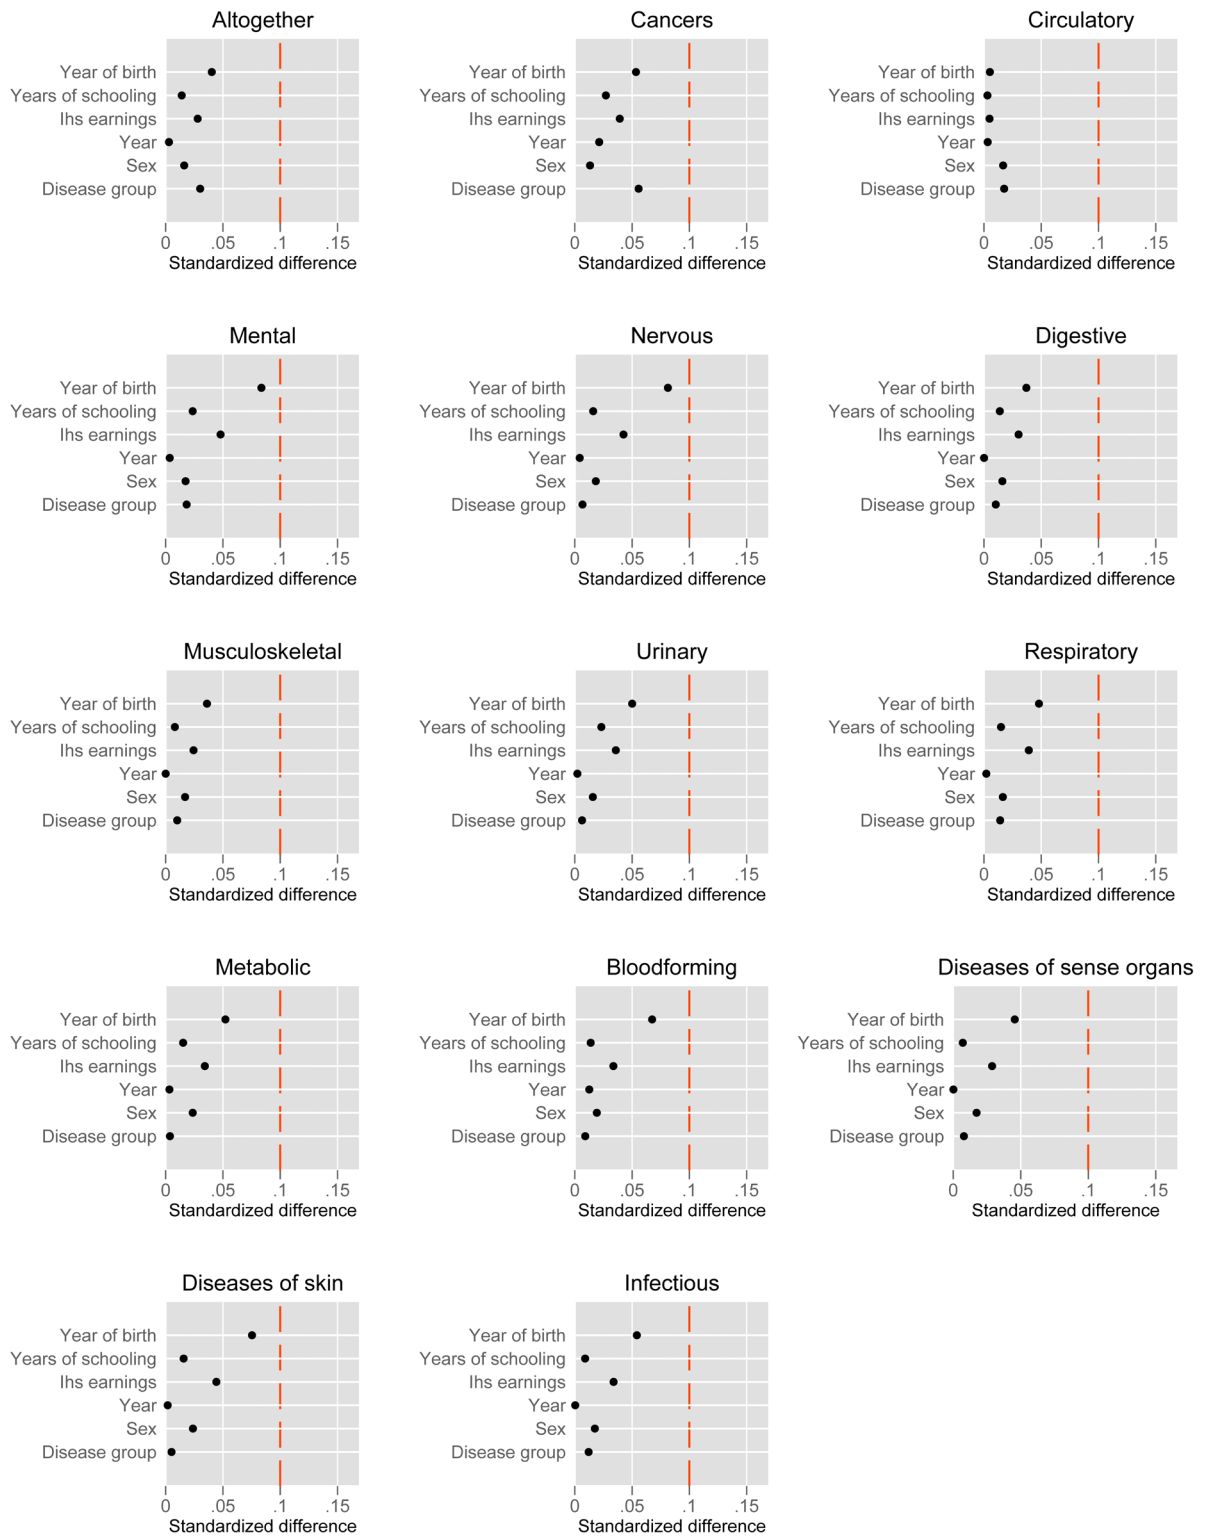 Altogether
Year of birth
Years of schooling
Ihs earnings
Year
Sex
Disease group
0 .05 .1 .15
Standardized difference
Cancers
Year of birth
Years of schooling
Ihs earnings
Year
Sex
Disease group
0 .05 .1 .15
Standardized difference
Circulatory
Year of birth
Years of schooling
Ihs earnings
Year
Sex
Disease group
0 .05 .1 .15
Standardized difference
Mental
Year of birth
Years of schooling
Ihs earnings
Year
Sex
Disease group
0 .05 .1 .15
Standardized difference
Nervous
Year of birth
Years of schooling
Ihs earnings
Year
Sex
Disease group
0 .05 .1 .15
Standardized difference
Digestive
Year of birth
Years of schooling
Ihs earnings
Year
Sex
Disease group
0 .05 .1 .15
Standardized difference
Musculoskeletal
Year of birth
Years of schooling
Ihs earnings
Year
Sex
Disease group
0 .05 .1 .15
Standardized difference
Urinary
Year of birth
Years of schooling
Ihs earnings
Year
Sex
Disease group
0 .05 .1 .15
Standardized difference
Respiratory
Year of birth
Years of schooling
Ihs earnings
Year
Sex
Disease group
0 .05 .1 .15
Standardized difference
Metabolic
Year of birth
Years of schooling
Ihs earnings
Year
Sex
Disease group
0 .05 .1 .15
Standardized difference
Bloodforming
Year of birth
Years of schooling
Ihs earnings
Year
Sex
Disease group
0 .05 .1 .15
Standardized difference
Diseases of sense organs
Year of birth
Years of schooling
Ihs earnings
Year
Sex
Disease group
0 .05 .1 .15
Standardized difference
Diseases of skin
Year of birth
Years of schooling
Ihs earnings
Year
Sex
Disease group
0 .05 .1 .15
Standardized difference
Infectious
Year of birth
Years of schooling
Ihs earnings
Year
Sex
Disease group
0 .05 .1 .15
Standardized difference